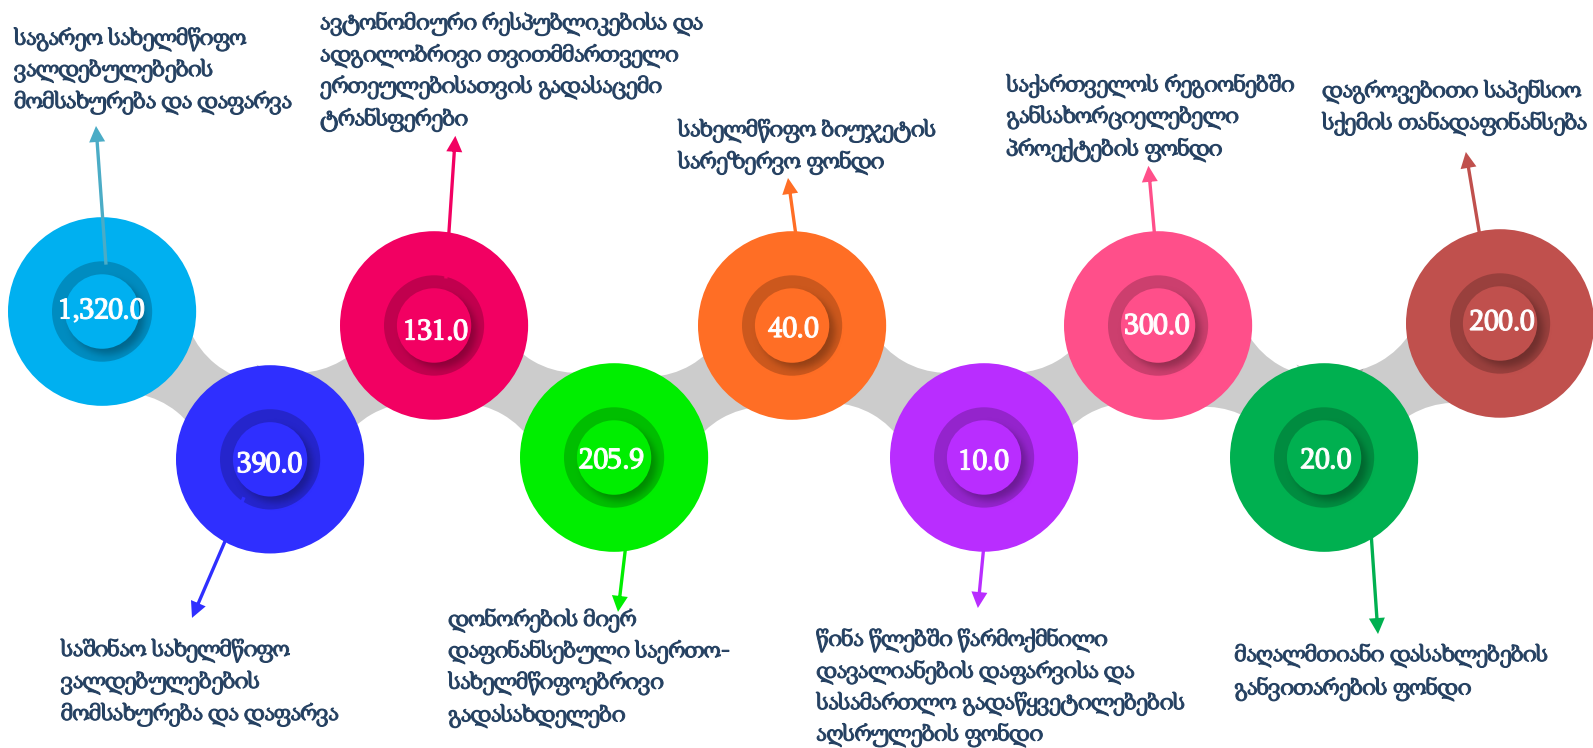 საგარეო სახელმწიფო
ვალდებულებების
მომსახურება და დაფარვა
1,320.0
საშინაო სახელმწიფო
ვალდებულებების
მომსახურება და დაფარვა
390.0
ავტონომიური რესპუბლიკებისა და
ადგილობრივი თვითმმართველი
ერთეულებისათვის გადასაცემი
ტრანსფერები
131.0
დონორების მიერ
დაფინანსებული საერთო-
სახელმწიფოებრივი
გადასახდელები
205.9
სახელმწიფო ბიუჯეტის
სარეზერვო ფონდი
40.0
წინა წლებში წარმოქმნილი
დავალიანების დაფარვისა და
სასამართლო გადაწყვეტილებების
აღსრულების ფონდი
10.0
საქართველოს რეგიონებში
განსახორციელებელი
პროექტების ფონდი
300.0
მაღალმთიანი დასახლებების
განვითარების ფონდი
20.0
დაგროვებითი საპენსიო
სქემის თანადაფინანსება
200.0